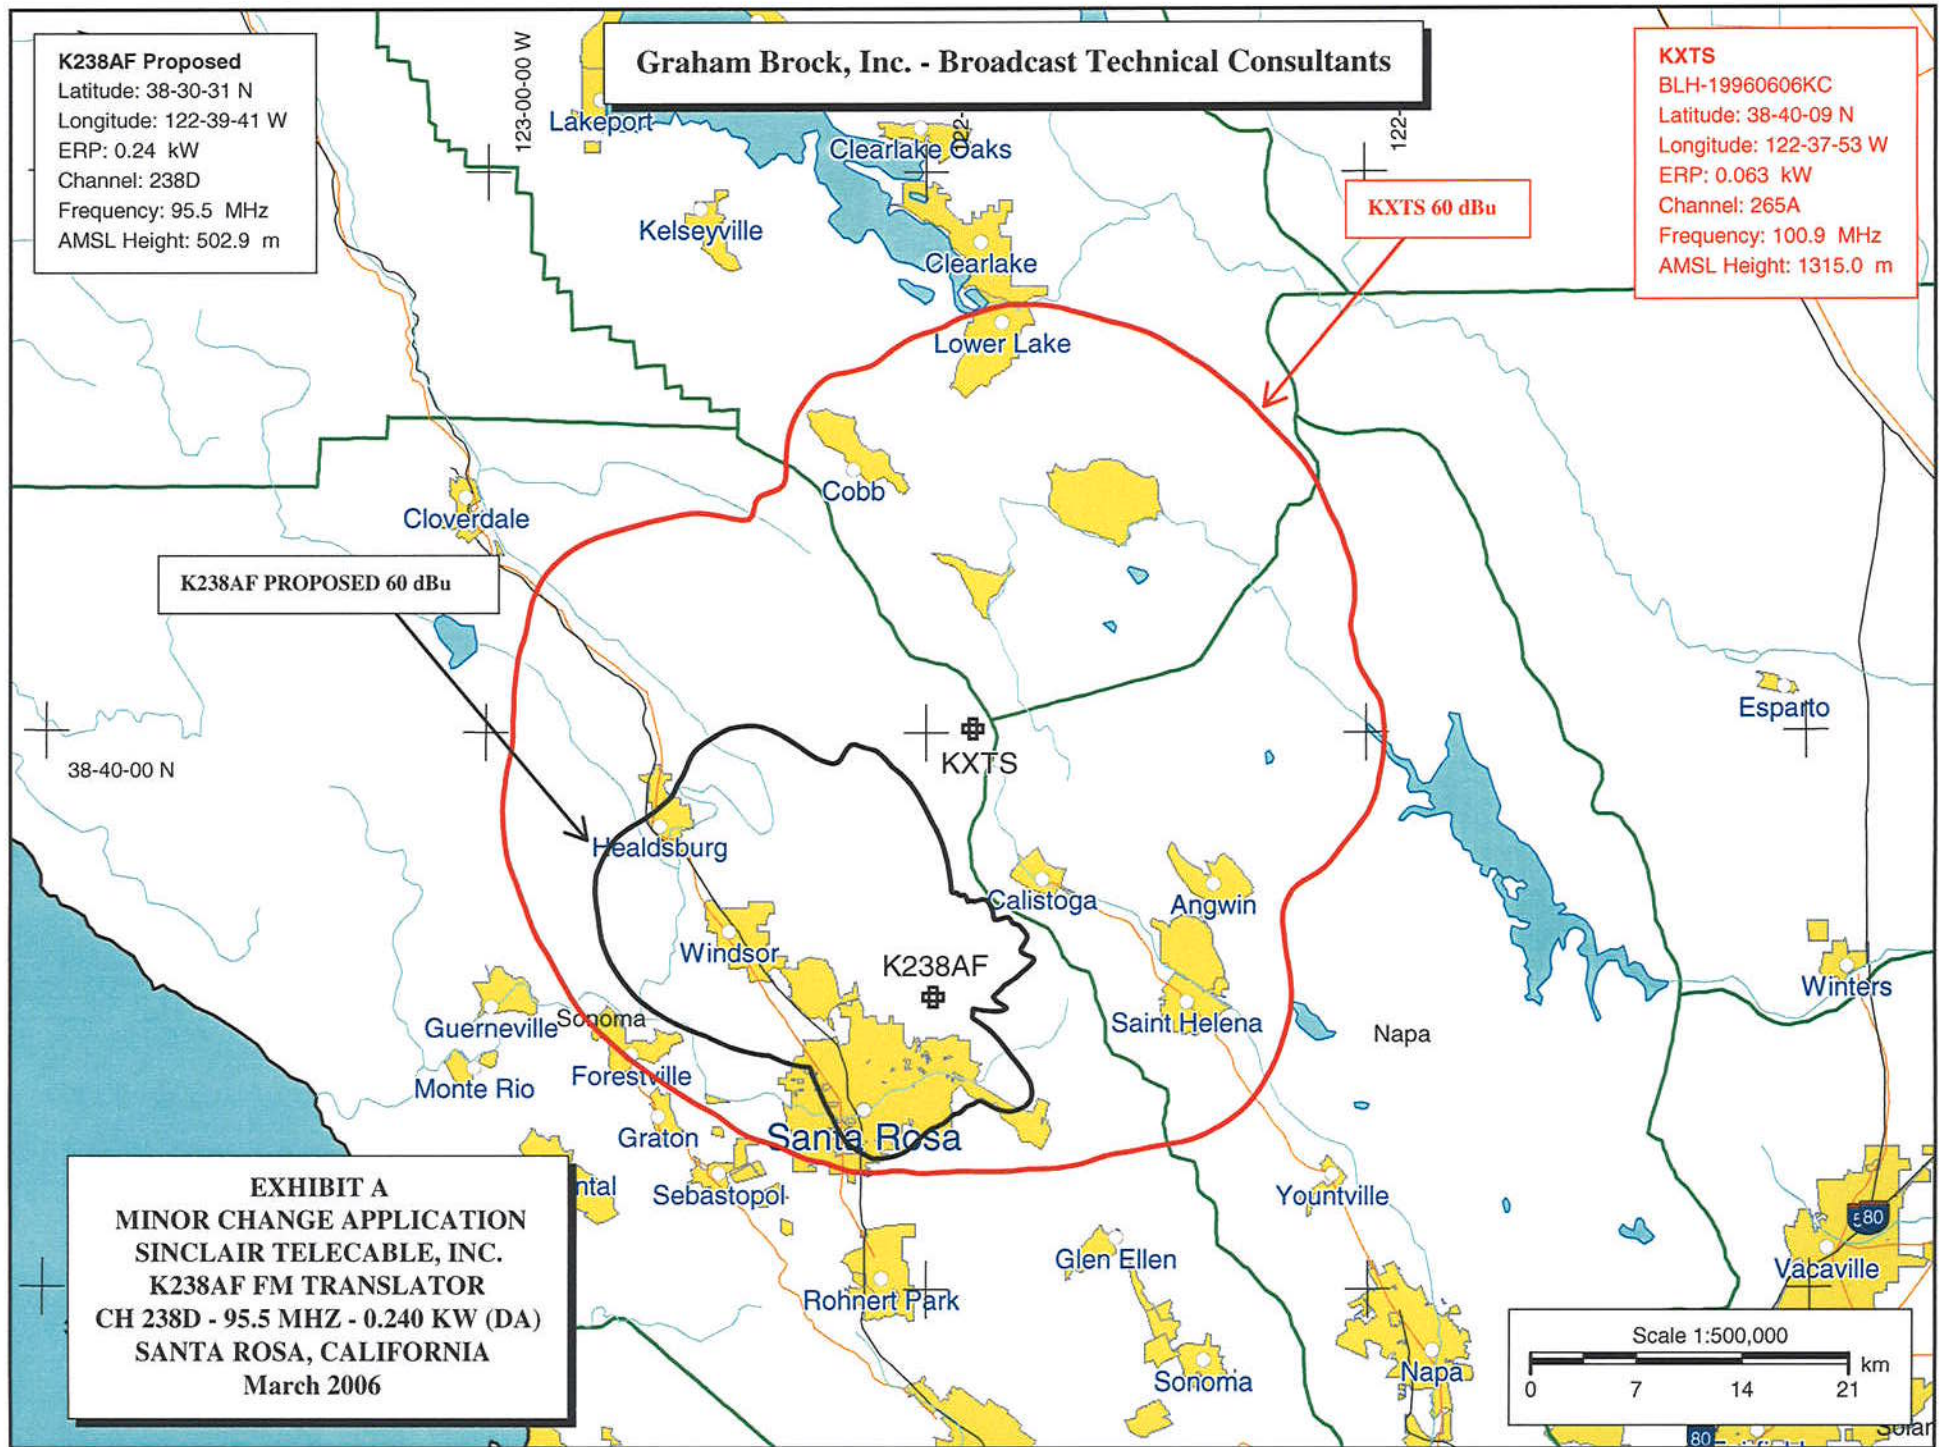 K238AF Proposed
Latitude: 38-30-31 N
Longitude: 122-39-41 W
ERP: 0.24 kW
Channel: 238D
Frequency: 95.5 MHz
AMSL Height: 502.9 m
Graham Brock, Inc. - Broadcast Technical Consultants
KXTS
BLH-19960606KC
Latitude: 38-40-09 N
Longitude: 122-37-53 W
ERP: 0.063 kW
Channel: 265A
Frequency: 100.9 MHz
AMSL Height: 1315.0 m
123-00-00 W
122-
122-
Lakeport
Clearlake Oaks
Kelseyville
KXTS 60 dBu
Clearlake
Lower Lake
Cobb
Cloverdale
K238AF PROPOSED 60 dBu
Esparto
38-40-00 N
KXTS
Healdsburg
Calistoga
Angwin
Windsor
K238AF
Winters
Guerneville
Sonoma
Saint Helena
Napa
Monte Rio
Forestville
Graton
Santa Rosa
ntal
Sebastopol
Yountville
80
Glen Ellen
Vacaville
Rohnert Park
Sonoma
Napa
EXHIBIT A
MINOR CHANGE APPLICATION
SINCLAIR TELECABLE, INC.
K238AF FM TRANSLATOR
CH 238D - 95.5 MHZ - 0.240 KW (DA)
SANTA ROSA, CALIFORNIA
March 2006
Scale 1:500,000
km
0 7 14 21
80